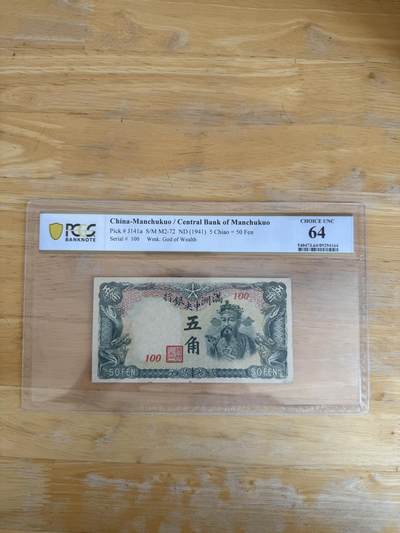 PCGS
BANKNOTE
China-Manchukuo / Central Bank of Manchukuo
Pick # J141a S/M M2-72 ND (1941) 5 Chiao = 50 Fen
Serial # 100 Wmk: God of Wealth
CHOICE UNC
64
行銀央中洲滿
100
五角
100
50 FEN
50 FEN